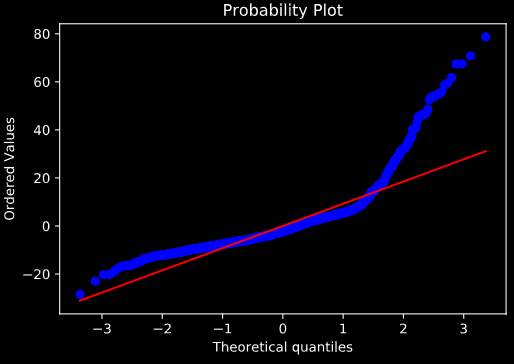 Probability Plot
80
60
40
20
0
−20
Ordered Values
−3 −2 −1 0 1 2 3
Theoretical quantiles